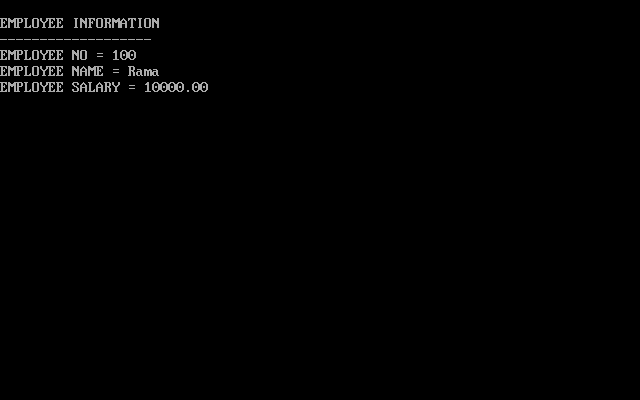 EMPLOYEE INFORMATION
-------------------
EMPLOYEE NO = 100
EMPLOYEE NAME = Rama
EMPLOYEE SALARY = 10000.00